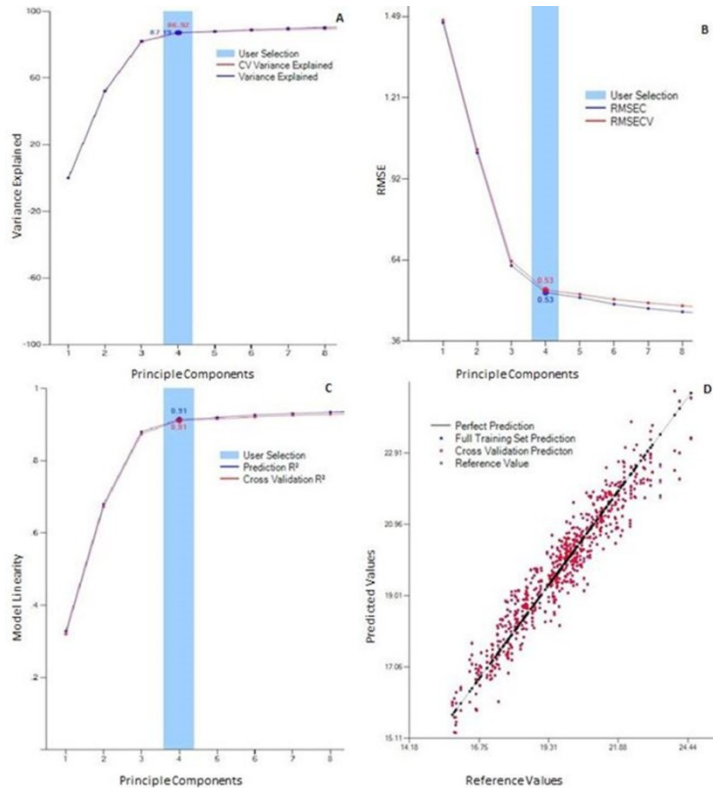 A
100
60
20
-20
-60
-100
Variance Explained
86.92
User Selection
CV Variance Explained
Variance Explained
1 2 3 4 5 6 7 8
Principle Components
B
1.49
1.21
.92
.64
.36
RMSE
User Selection
RMSEC
RMSECV
0.53
0.53
1 2 3 4 5 6 7 8
Principle Components
C
1
.8
.6
.4
.2
Model Linearity
0.91
0.91
User Selection
Prediction R²
Cross Validation R²
1 2 3 4 5 6 7 8
Principle Components
D
22.91
20.96
19.01
17.06
15.11
Predicted Values
Perfect Prediction
Full Training Set Prediction
Cross Validation Predicton
Reference Value
14.18 16.75 19.31 21.88 24.44
Reference Values